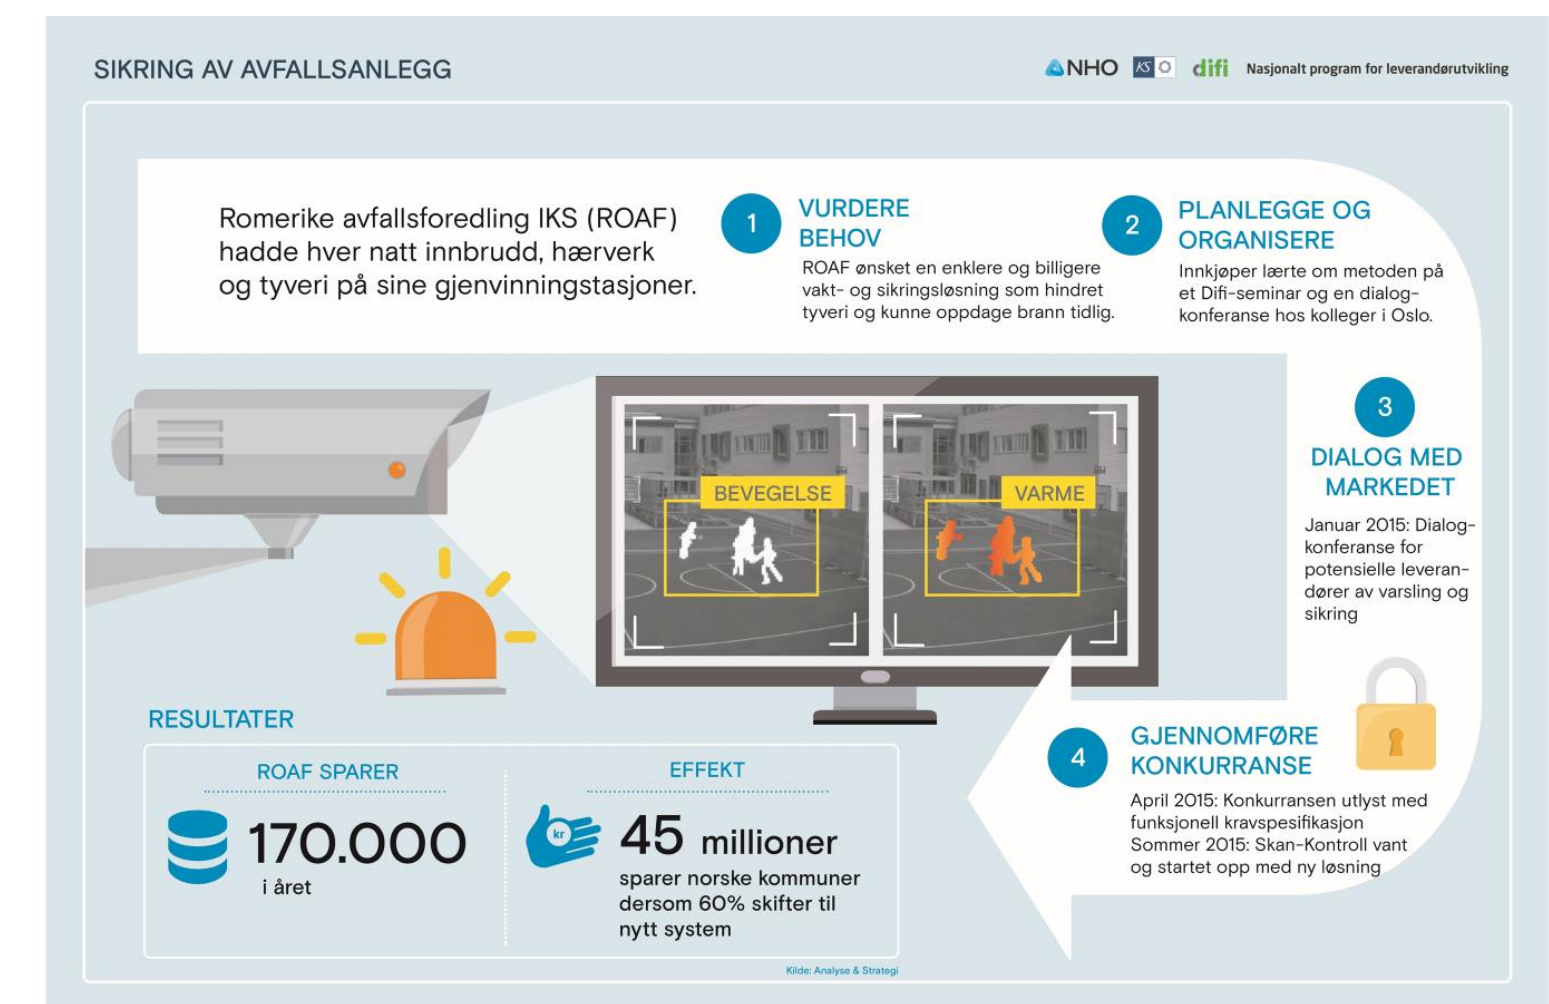 SIKRING AV AVFALLSANLEGG
NHO
KS
difi
Nasjonalt program for leverandørutvikling
Romerike avfallsforedling IKS (ROAF)
hadde hver natt innbrudd, hærverk
og tyveri på sine gjenvinningstasjoner.
1
VURDERE
BEHOV
ROAF ønsket en enklere og billigere
vakt- og sikringsløsning som hindret
tyveri og kunne oppdage brann tidlig.
2
PLANLEGGE OG
ORGANISERE
Innkjøper lærte om metoden på
et Difi-seminar og en dialog-
konferanse hos kolleger i Oslo.
3
DIALOG MED
MARKEDET
Januar 2015: Dialog-
konferanse for
potensielle leveran-
dører av varsling og
sikring
BEVEGELSE
VARME
4
GJENNOMFØRE
KONKURRANSE
April 2015: Konkurransen utlyst med
funksjonell kravspesifikasjon
Sommer 2015: Skan-Kontroll vant
og startet opp med ny løsning
RESULTATER
ROAF SPARER
170.000
i året
EFFEKT
kr
45 millioner
sparer norske kommuner
dersom 60% skifter til
nytt system
Kilde: Analyse & Strategi